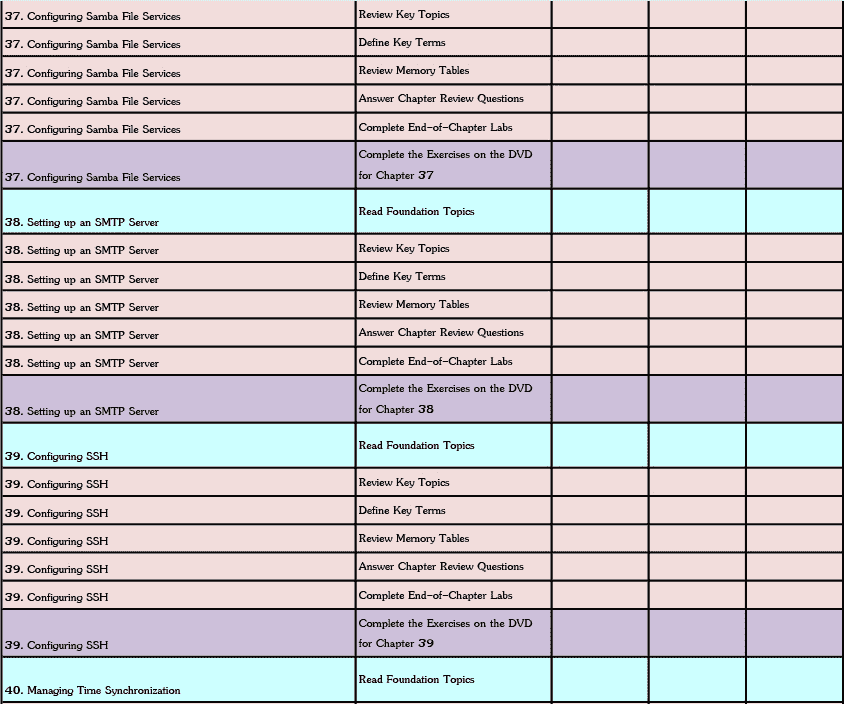 37. Configuring Samba File Services Review Key Topics
37. Configuring Samba File Services Define Key Terms
37. Configuring Samba File Services Review Memory Tables
37. Configuring Samba File Services Answer Chapter Review Questions
37. Configuring Samba File Services Complete End-of-Chapter Labs
37. Configuring Samba File Services Complete the Exercises on the DVD
for Chapter 37
38. Setting up an SMTP Server Read Foundation Topics
38. Setting up an SMTP Server Review Key Topics
38. Setting up an SMTP Server Define Key Terms
38. Setting up an SMTP Server Review Memory Tables
38. Setting up an SMTP Server Answer Chapter Review Questions
38. Setting up an SMTP Server Complete End-of-Chapter Labs
38. Setting up an SMTP Server Complete the Exercises on the DVD
for Chapter 38
39. Configuring SSH Read Foundation Topics
39. Configuring SSH Review Key Topics
39. Configuring SSH Define Key Terms
39. Configuring SSH Review Memory Tables
39. Configuring SSH Answer Chapter Review Questions
39. Configuring SSH Complete End-of-Chapter Labs
39. Configuring SSH Complete the Exercises on the DVD
for Chapter 39
40. Managing Time Synchronization Read Foundation Topics